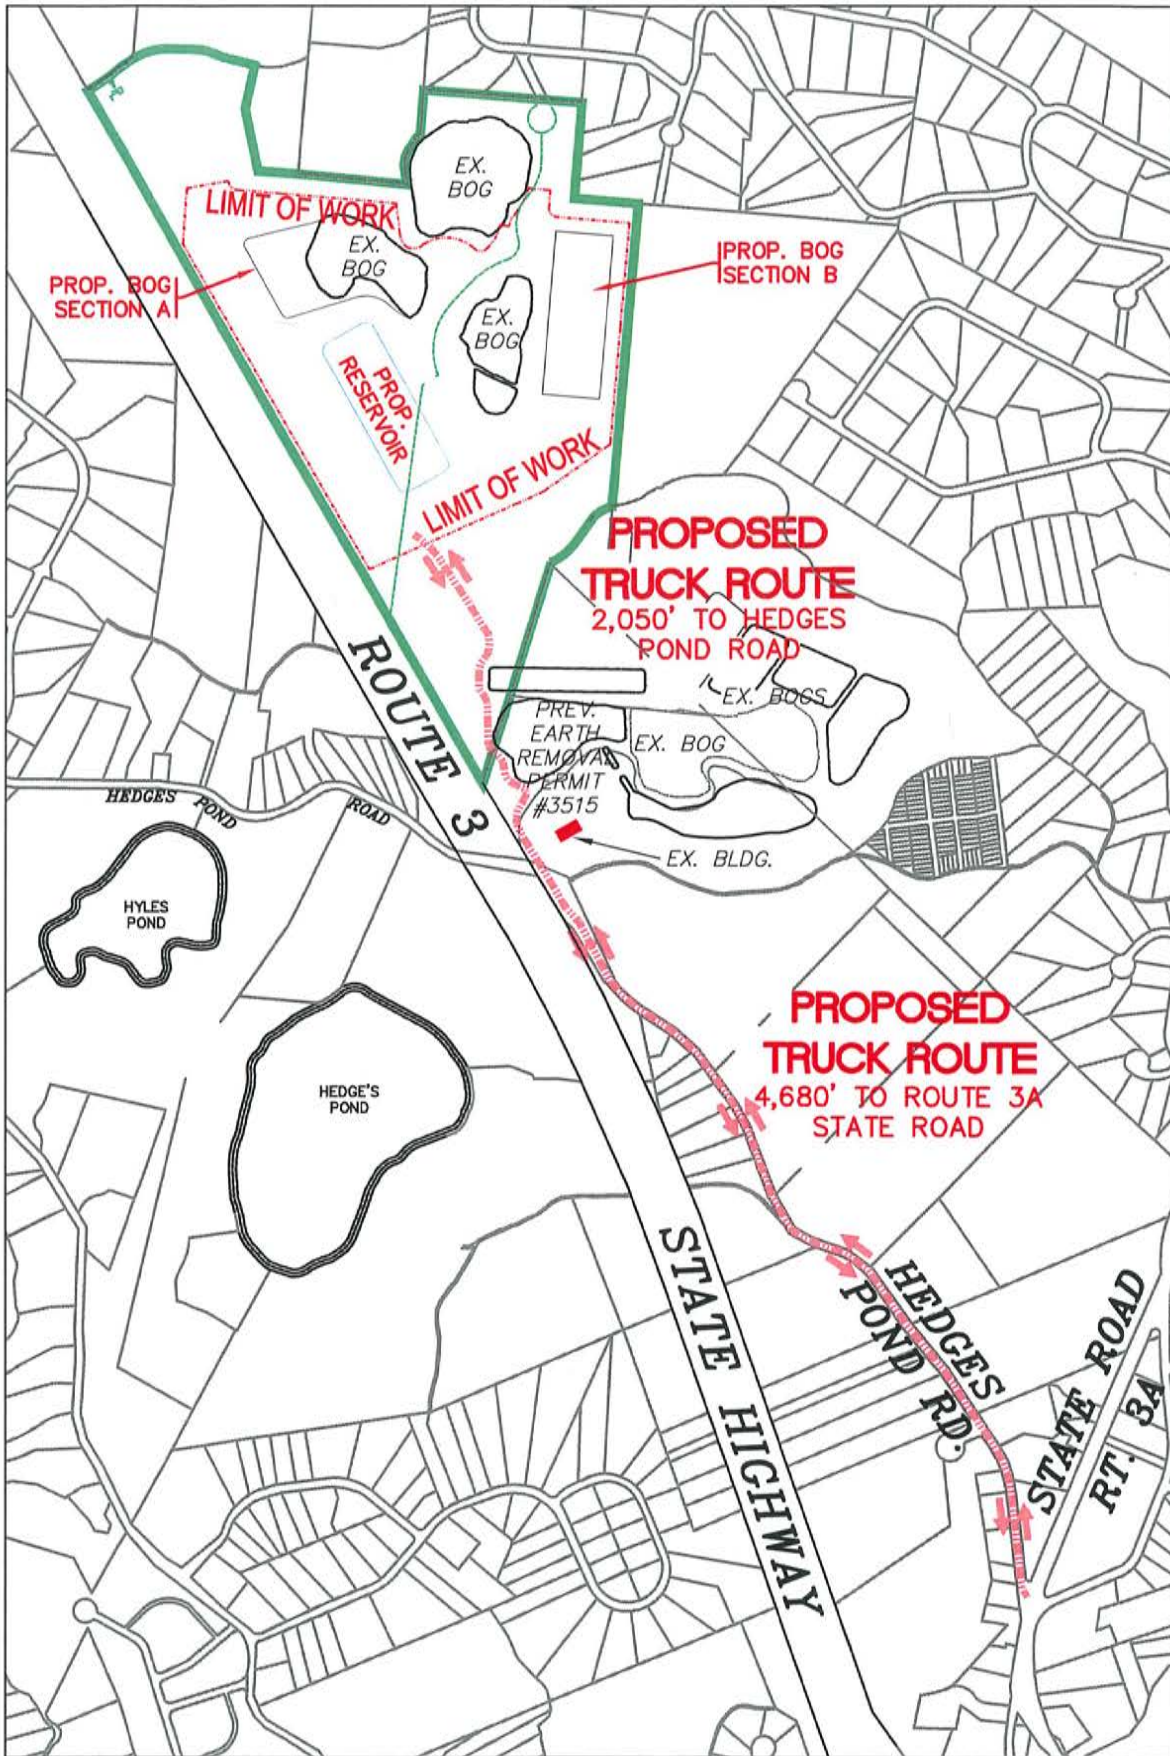 EX.
BOG
LIMIT OF WORK
EX.
BOG
PROP. BOG
SECTION B
PROP. BOG
SECTION A
EX.
BOG
PROP.
RESERVOIR
LIMIT OF WORK
PROPOSED
TRUCK ROUTE
2,050' TO HEDGES
POND ROAD
ROUTE 3
EX. BOGS
PREV.
EARTH
REMOVAL
PERMIT
#3515
EX. BOG
HEDGES POND ROAD
EX. BLDG.
HYLES
POND
PROPOSED
TRUCK ROUTE
4,680' TO ROUTE 3A
STATE ROAD
HEDGE'S
POND
STATE HIGHWAY
HEDGES
POND RD.
STATE ROAD
RT. 3A